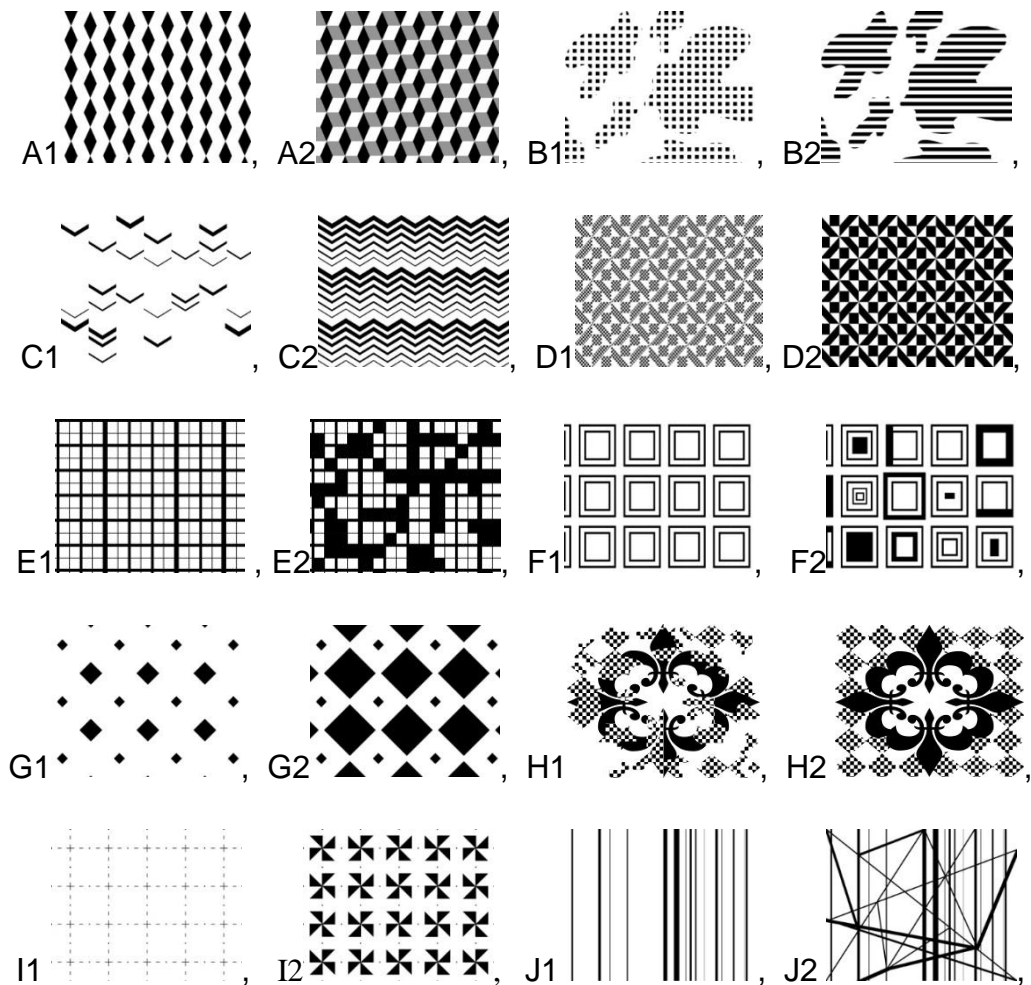 A1 , A2 , B1 , B2 ,
C1 , C2 , D1 , D2 ,
E1 , E2 , F1 , F2 ,
G1 , G2 , H1 , H2 ,
I1 , I2 , J1 , J2 ,